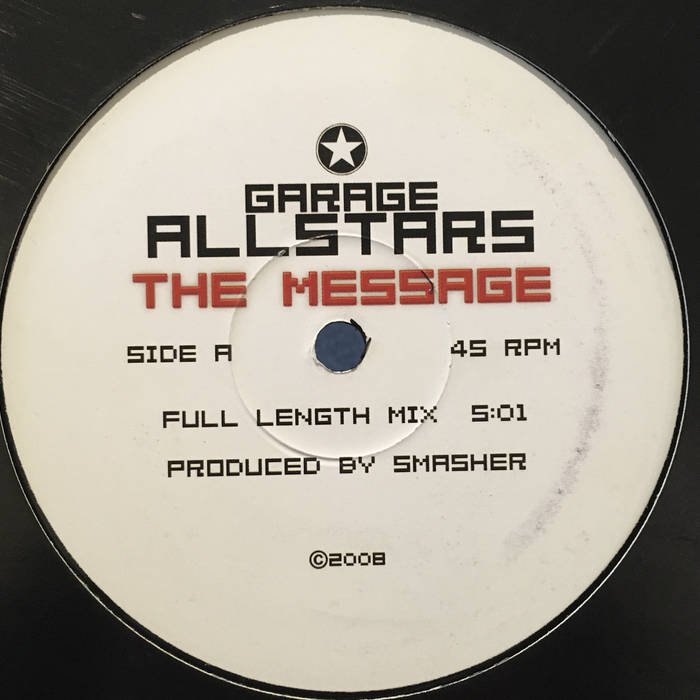 GARAGE
ALLSTARS
THE MESSAGE
SIDE A 45 RPM
FULL LENGTH MIX 5:01
PRODUCED BY SMASHER
©2008